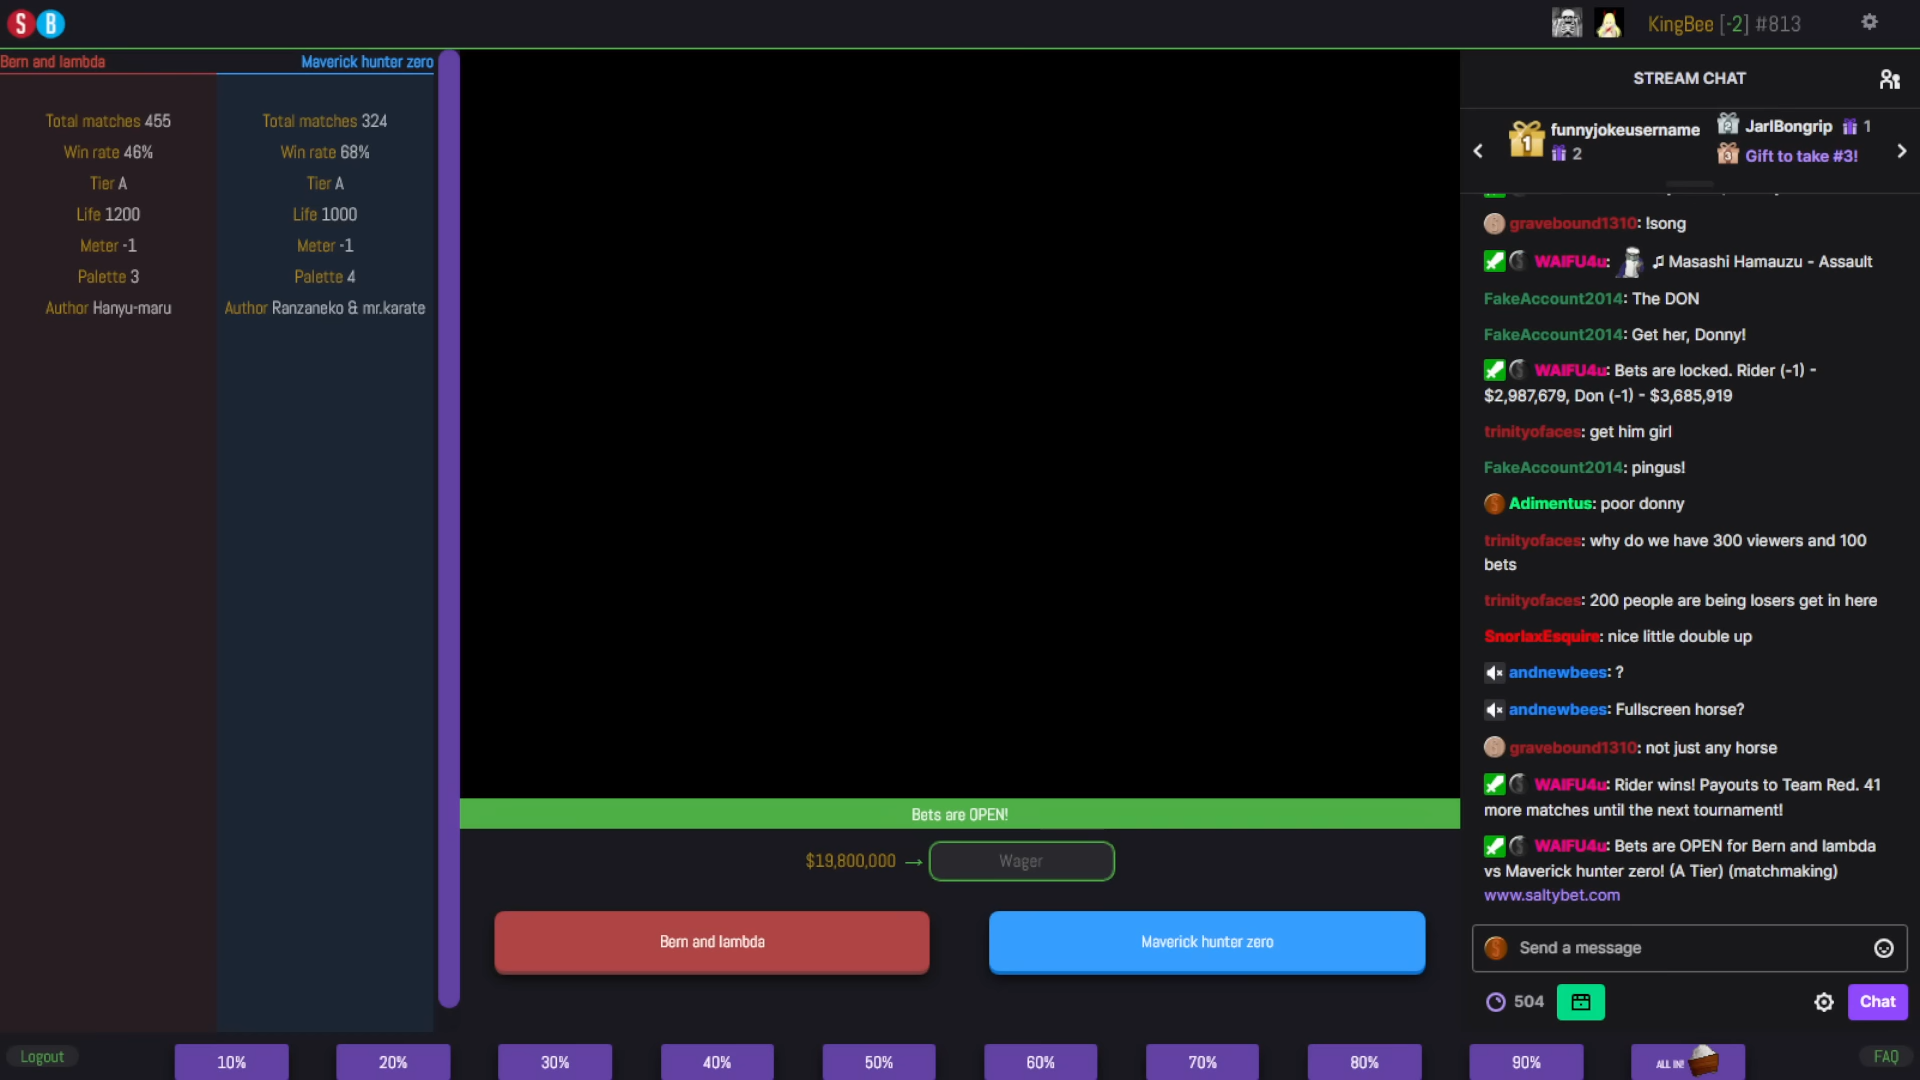 S B
KingBee [-2] #813
Bern and lambda
Maverick hunter zero
Total matches 455
Win rate 46%
Tier A
Life 1200
Meter -1
Palette 3
Author Hanyu-maru
Total matches 324
Win rate 68%
Tier A
Life 1000
Meter -1
Palette 4
Author Ranzaneko & mr.karate
Bets are OPEN!
$19,800,000 → Wager
Bern and lambda
Maverick hunter zero
STREAM CHAT
1 funnyjokeusername
2
2 JarlBongrip 1
3 Gift to take #3!
gravebound1310: !song
WAIFU4u: ♫ Masashi Hamauzu - Assault
FakeAccount2014: The DON
FakeAccount2014: Get her, Donny!
WAIFU4u: Bets are locked. Rider (-1) -
$2,987,679, Don (-1) - $3,685,919
trinityofaces: get him girl
FakeAccount2014: pingus!
Adimentus: poor donny
trinityofaces: why do we have 300 viewers and 100
bets
trinityofaces: 200 people are being losers get in here
SnorlaxEsquire: nice little double up
andnewbees: ?
andnewbees: Fullscreen horse?
gravebound1310: not just any horse
WAIFU4u: Rider wins! Payouts to Team Red. 41
more matches until the next tournament!
WAIFU4u: Bets are OPEN for Bern and lambda
vs Maverick hunter zero! (A Tier) (matchmaking)
www.saltybet.com
Send a message
504
Chat
Logout
10%
20%
30%
40%
50%
60%
70%
80%
90%
ALL IN!
FAQ